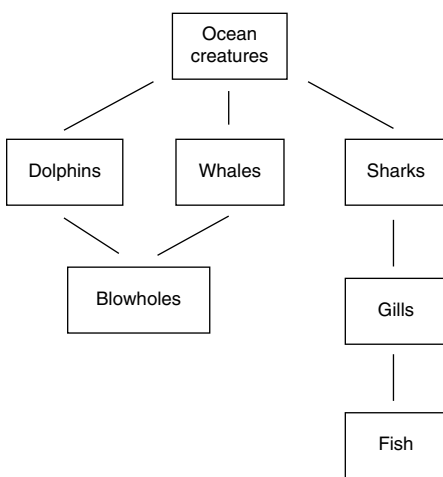 Ocean
creatures
Dolphins
Whales
Sharks
Blowholes
Gills
Fish